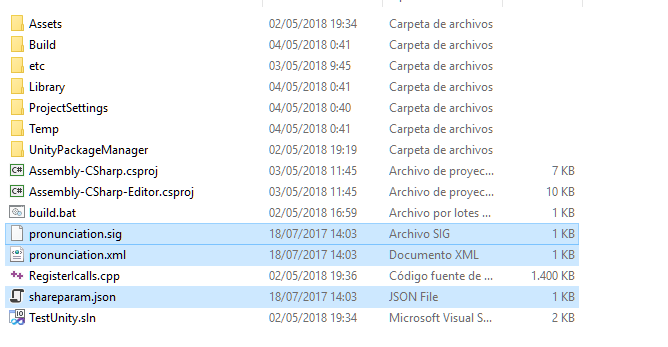 Assets 02/05/2018 19:34 Carpeta de archivos
Build 04/05/2018 0:41 Carpeta de archivos
etc 03/05/2018 9:45 Carpeta de archivos
Library 04/05/2018 0:41 Carpeta de archivos
ProjectSettings 04/05/2018 0:40 Carpeta de archivos
Temp 04/05/2018 0:41 Carpeta de archivos
UnityPackageManager 02/05/2018 19:19 Carpeta de archivos
Assembly-CSharp.csproj 03/05/2018 11:45 Archivo de proyec... 7 KB
Assembly-CSharp-Editor.csproj 03/05/2018 11:45 Archivo de proyec... 10 KB
build.bat 02/05/2018 16:59 Archivo por lotes ... 1 KB
pronunciation.sig 18/07/2017 14:03 Archivo SIG 1 KB
pronunciation.xml 18/07/2017 14:03 Documento XML 1 KB
RegisterIcalls.cpp 02/05/2018 19:36 Código fuente de ... 1.400 KB
shareparam.json 18/07/2017 14:03 JSON File 1 KB
TestUnity.sln 02/05/2018 19:34 Microsoft Visual S... 2 KB